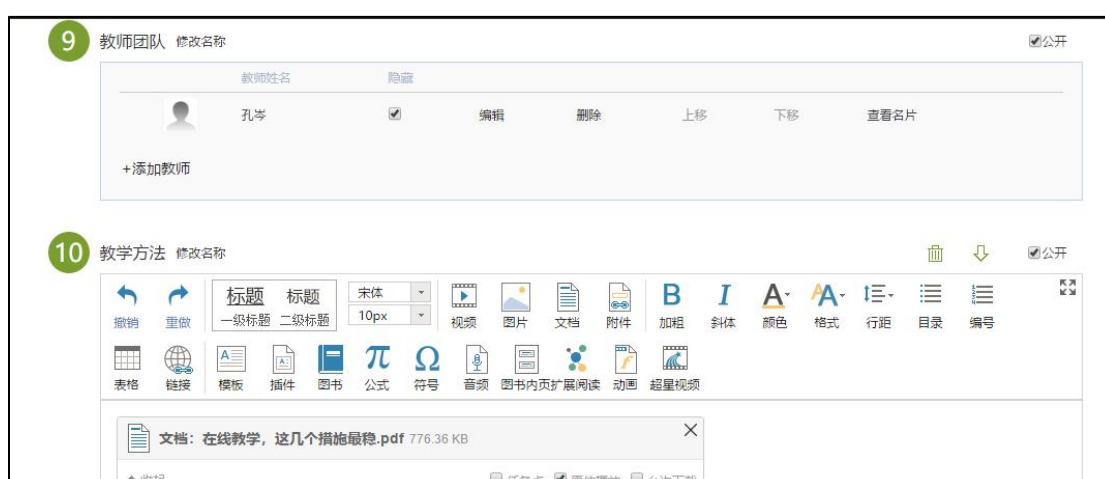 9 教师团队 修改名称 公开
教师姓名 隐藏
孔岑 编辑 删除 上移 下移 查看名片
+添加教师
10 教学方法 修改名称 公开
标题 标题 宋体
一级标题 二级标题 10px
撤销 重做 视频 图片 文档 附件 加粗 斜体 颜色 格式 行距 目录 编号
表格 链接 模板 插件 图书 公式 符号 音频 图书内页 扩展阅读 动画 超星视频
文档：在线教学，这几个措施最稳.pdf 776.36 KB